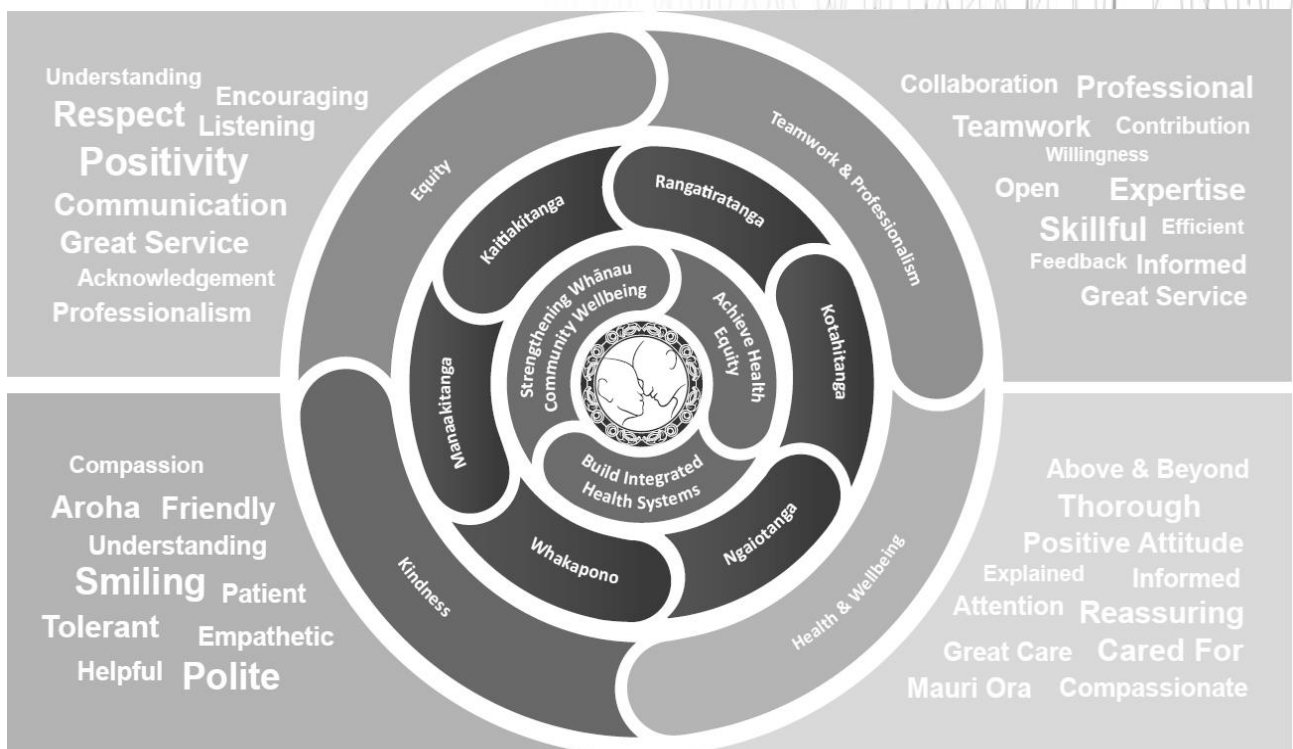 Understanding
Respect Encouraging
Listening
Positivity
Communication
Great Service
Acknowledgement
Professionalism
Collaboration Professional
Teamwork Contribution
Willingness
Open Expertise
Skillful Efficient
Feedback Informed
Great Service
Equity
Teamwork & Professionalism
Kaitiakitanga
Rangatiratanga
Manaakitanga
Kotahitanga
Whakapono
Ngaiotanga
Strengthening Whānau
Community Wellbeing
Achieve Health
Equity
Build Integrated
Health Systems
Kindness
Health & Wellbeing
Compassion
Aroha Friendly
Understanding
Smiling Patient
Tolerant Empathetic
Helpful Polite
Above & Beyond
Thorough
Positive Attitude
Explained Informed
Attention Reassuring
Great Care Cared For
Mauri Ora Compassionate